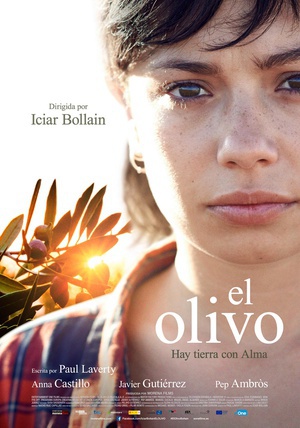 Dirigida por
Iciar Bollain
el
olivo
Hay tierra con Alma
Escrita por Paul Laverty
Anna Castillo Javier Gutiérrez Pep Ambròs